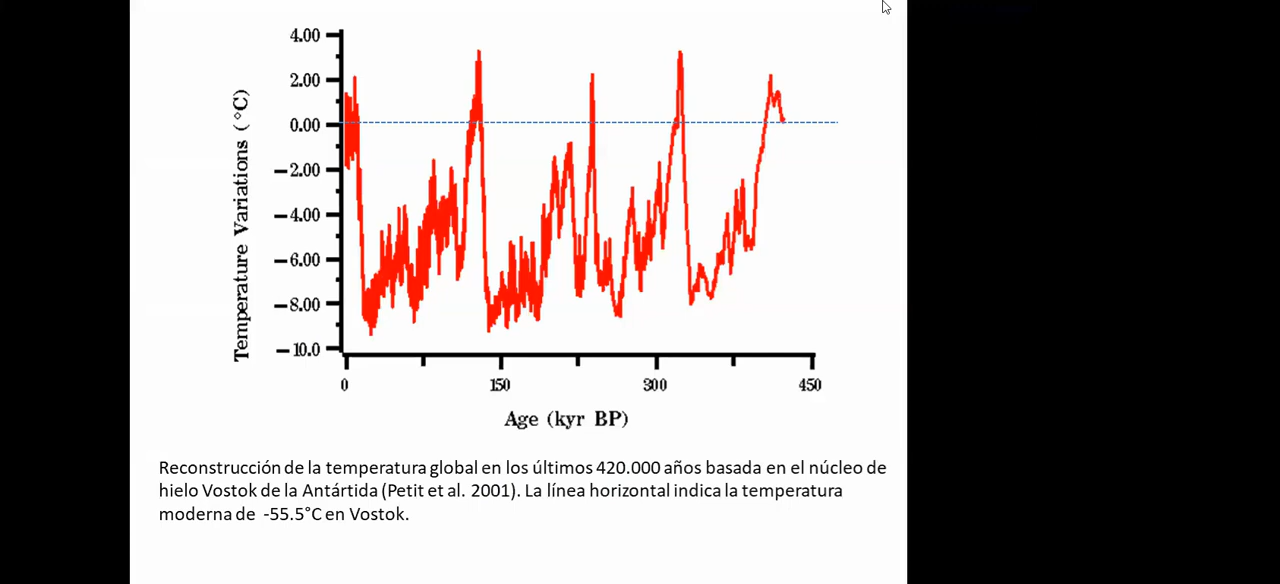 4.00
2.00
0.00
−2.00
−4.00
−6.00
−8.00
−10.0
Temperature Variations (°C)
0 150 300 450
Age (kyr BP)
Reconstrucción de la temperatura global en los últimos 420.000 años basada en el núcleo de
hielo Vostok de la Antártida (Petit et al. 2001). La línea horizontal indica la temperatura
moderna de -55.5°C en Vostok.